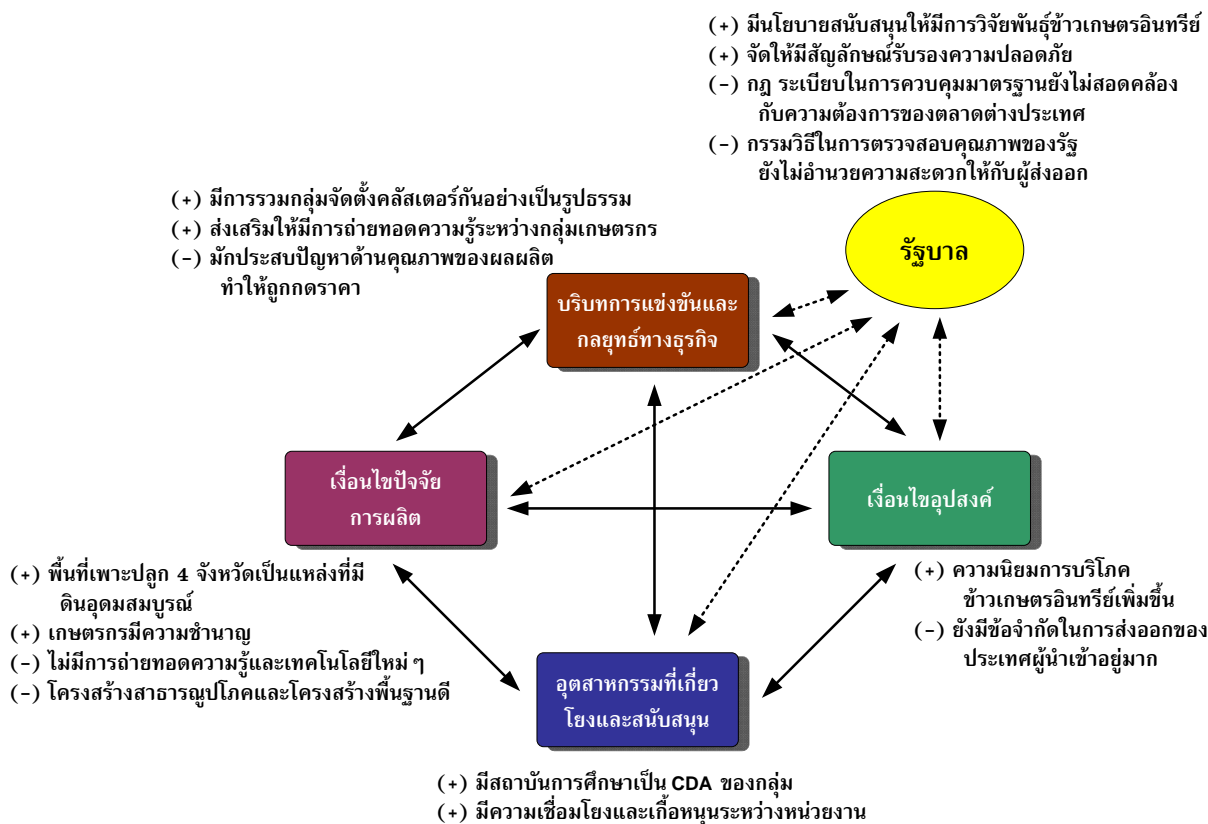 (+) มีนโยบายสนับสนุนให้มีการวิจัยพันธุ์ข้าวเกษตรอินทรีย์
(+) จัดให้มีสัญลักษณ์รับรองความปลอดภัย
(-) กฎ ระเบียบในการควบคุมมาตรฐานยังไม่สอดคล้อง
กับความต้องการของตลาดต่างประเทศ
(-) กรรมวิธีในการตรวจสอบคุณภาพของรัฐ
ยังไม่อำนวยความสะดวกให้กับผู้ส่งออก
(+) มีการรวมกลุ่มจัดตั้งคลัสเตอร์กันอย่างเป็นรูปธรรม
(+) ส่งเสริมให้มีการถ่ายทอดความรู้ระหว่างกลุ่มเกษตรกร
(-) มักประสบปัญหาด้านคุณภาพของผลผลิต
ทำให้ถูกกดราคา
รัฐบาล
บริบทการแข่งขันและ
กลยุทธ์ทางธุรกิจ
เงื่อนไขปัจจัย
การผลิต
เงื่อนไขอุปสงค์
(+) พื้นที่เพาะปลูก 4 จังหวัดเป็นแหล่งที่มี
ดินอุดมสมบูรณ์
(+) เกษตรกรมีความชำนาญ
(-) ไม่มีการถ่ายทอดความรู้และเทคโนโลยีใหม่ ๆ
(-) โครงสร้างสาธารณูปโภคและโครงสร้างพื้นฐานดี
(+) ความนิยมการบริโภค
ข้าวเกษตรอินทรีย์เพิ่มขึ้น
(-) ยังมีข้อจำกัดในการส่งออกของ
ประเทศผู้นำเข้าอยู่มาก
อุตสาหกรรมที่เกี่ยว
โยงและสนับสนุน
(+) มีสถาบันการศึกษาเป็น CDA ของกลุ่ม
(+) มีความเชื่อมโยงและเกื้อหนุนระหว่างหน่วยงาน